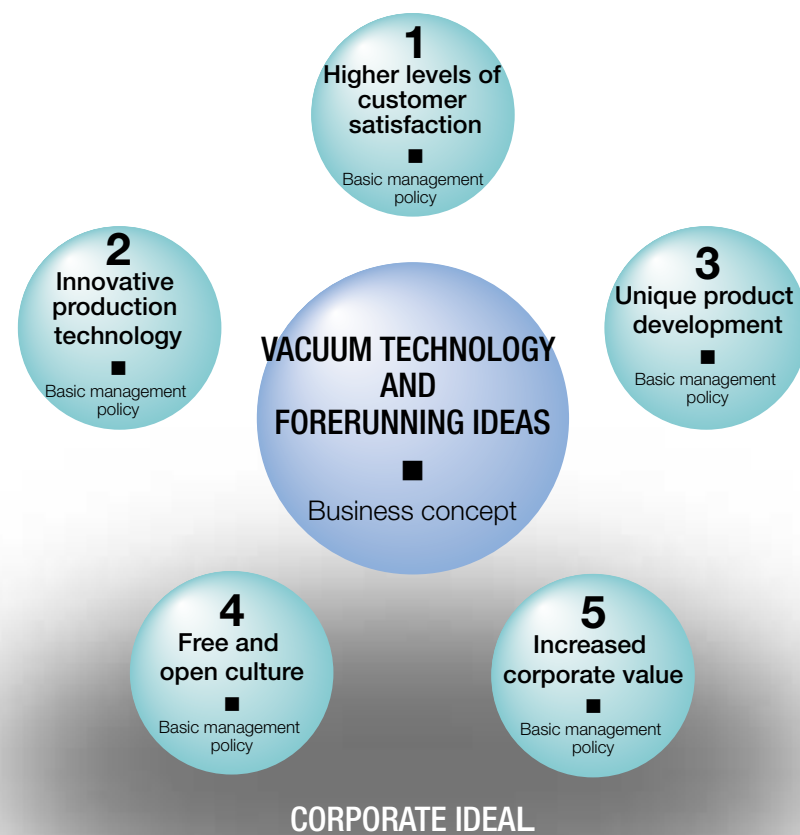 1
Higher levels of
customer
satisfaction
■
Basic management
policy
2
Innovative
production
technology
■
Basic management
policy
3
Unique product
development
■
Basic management
policy
VACUUM TECHNOLOGY
AND
FORERUNNING IDEAS
■
Business concept
4
Free and
open culture
■
Basic management
policy
5
Increased
corporate value
■
Basic management
policy
CORPORATE IDEAL